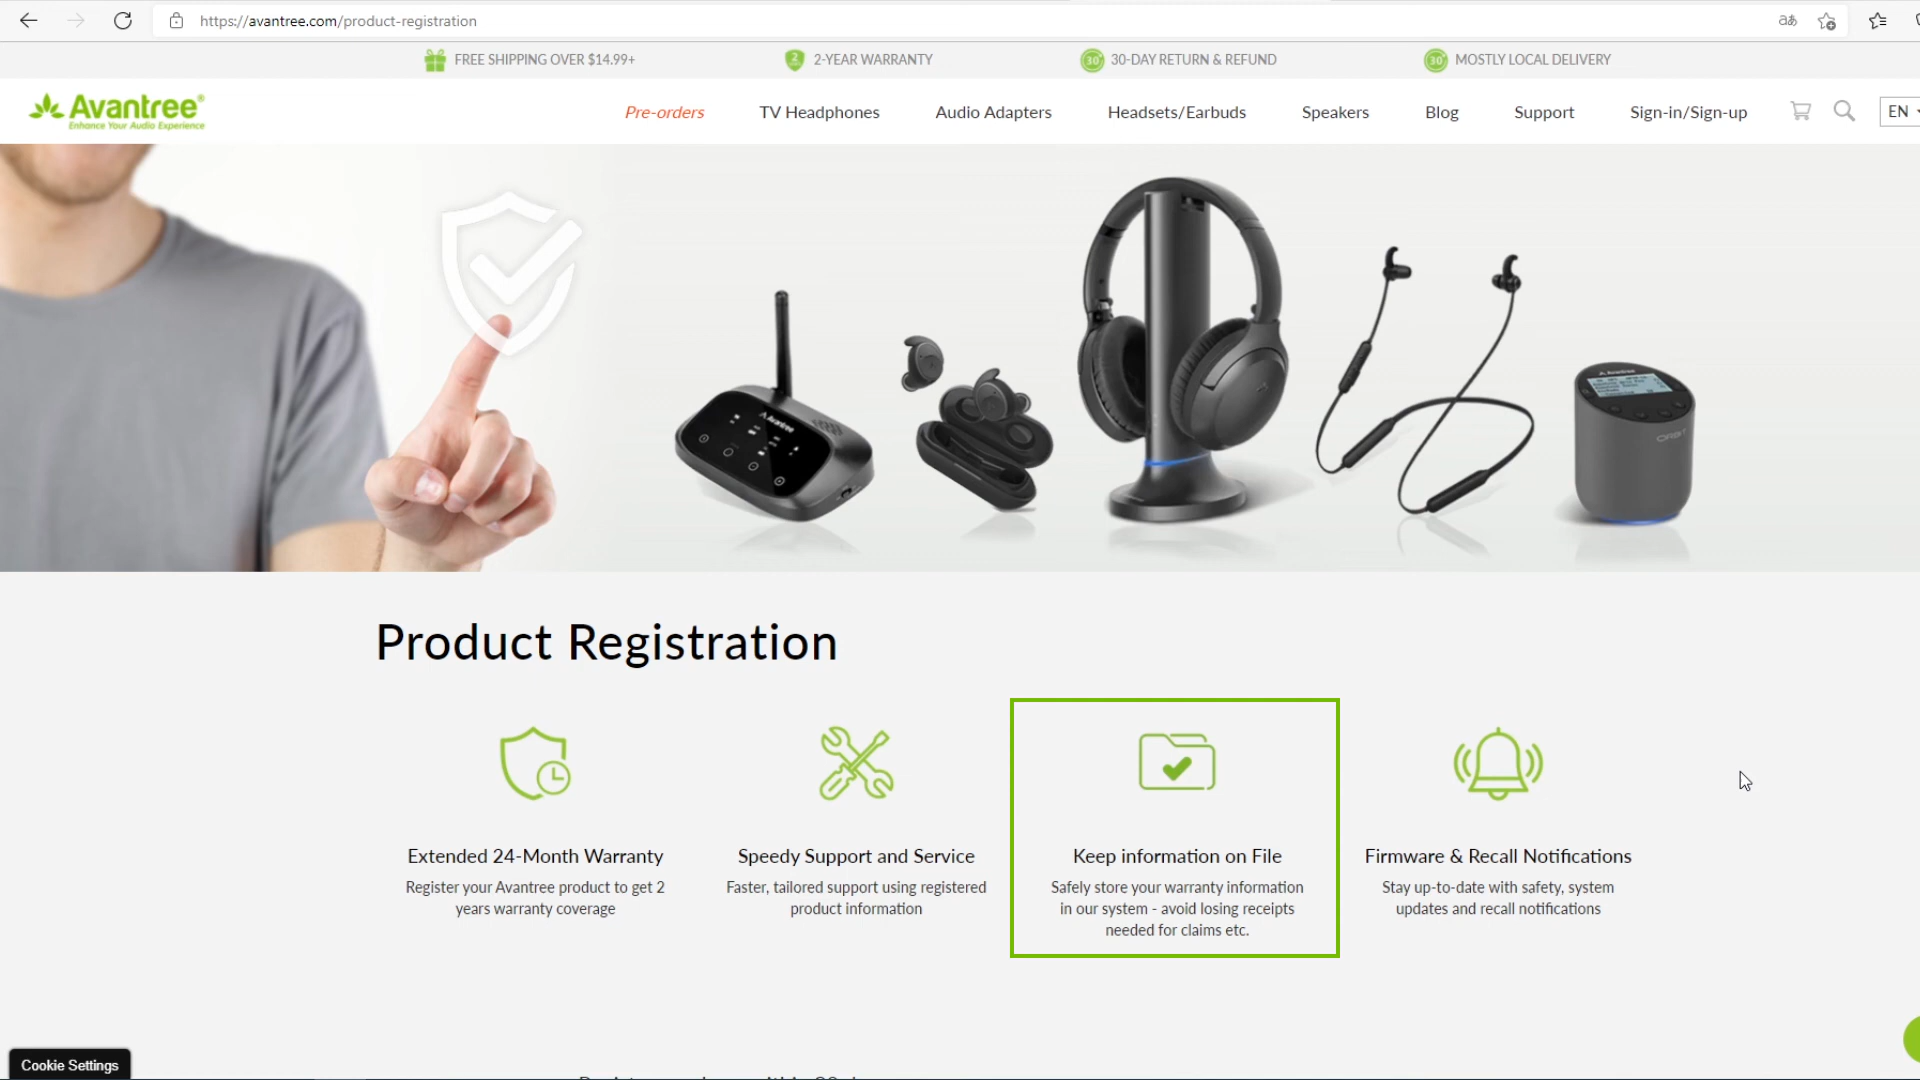 https://avantree.com/product-registration
FREE SHIPPING OVER $14.99+
2-YEAR WARRANTY
30-DAY RETURN & REFUND
MOSTLY LOCAL DELIVERY
Avantree®
Enhance Your Audio Experience
Pre-orders
TV Headphones
Audio Adapters
Headsets/Earbuds
Speakers
Blog
Support
Sign-in/Sign-up
EN
Product Registration
Extended 24-Month Warranty
Register your Avantree product to get 2
years warranty coverage
Speedy Support and Service
Faster, tailored support using registered
product information
Keep information on File
Safely store your warranty information
in our system - avoid losing receipts
needed for claims etc.
Firmware & Recall Notifications
Stay up-to-date with safety, system
updates and recall notifications
Cookie Settings